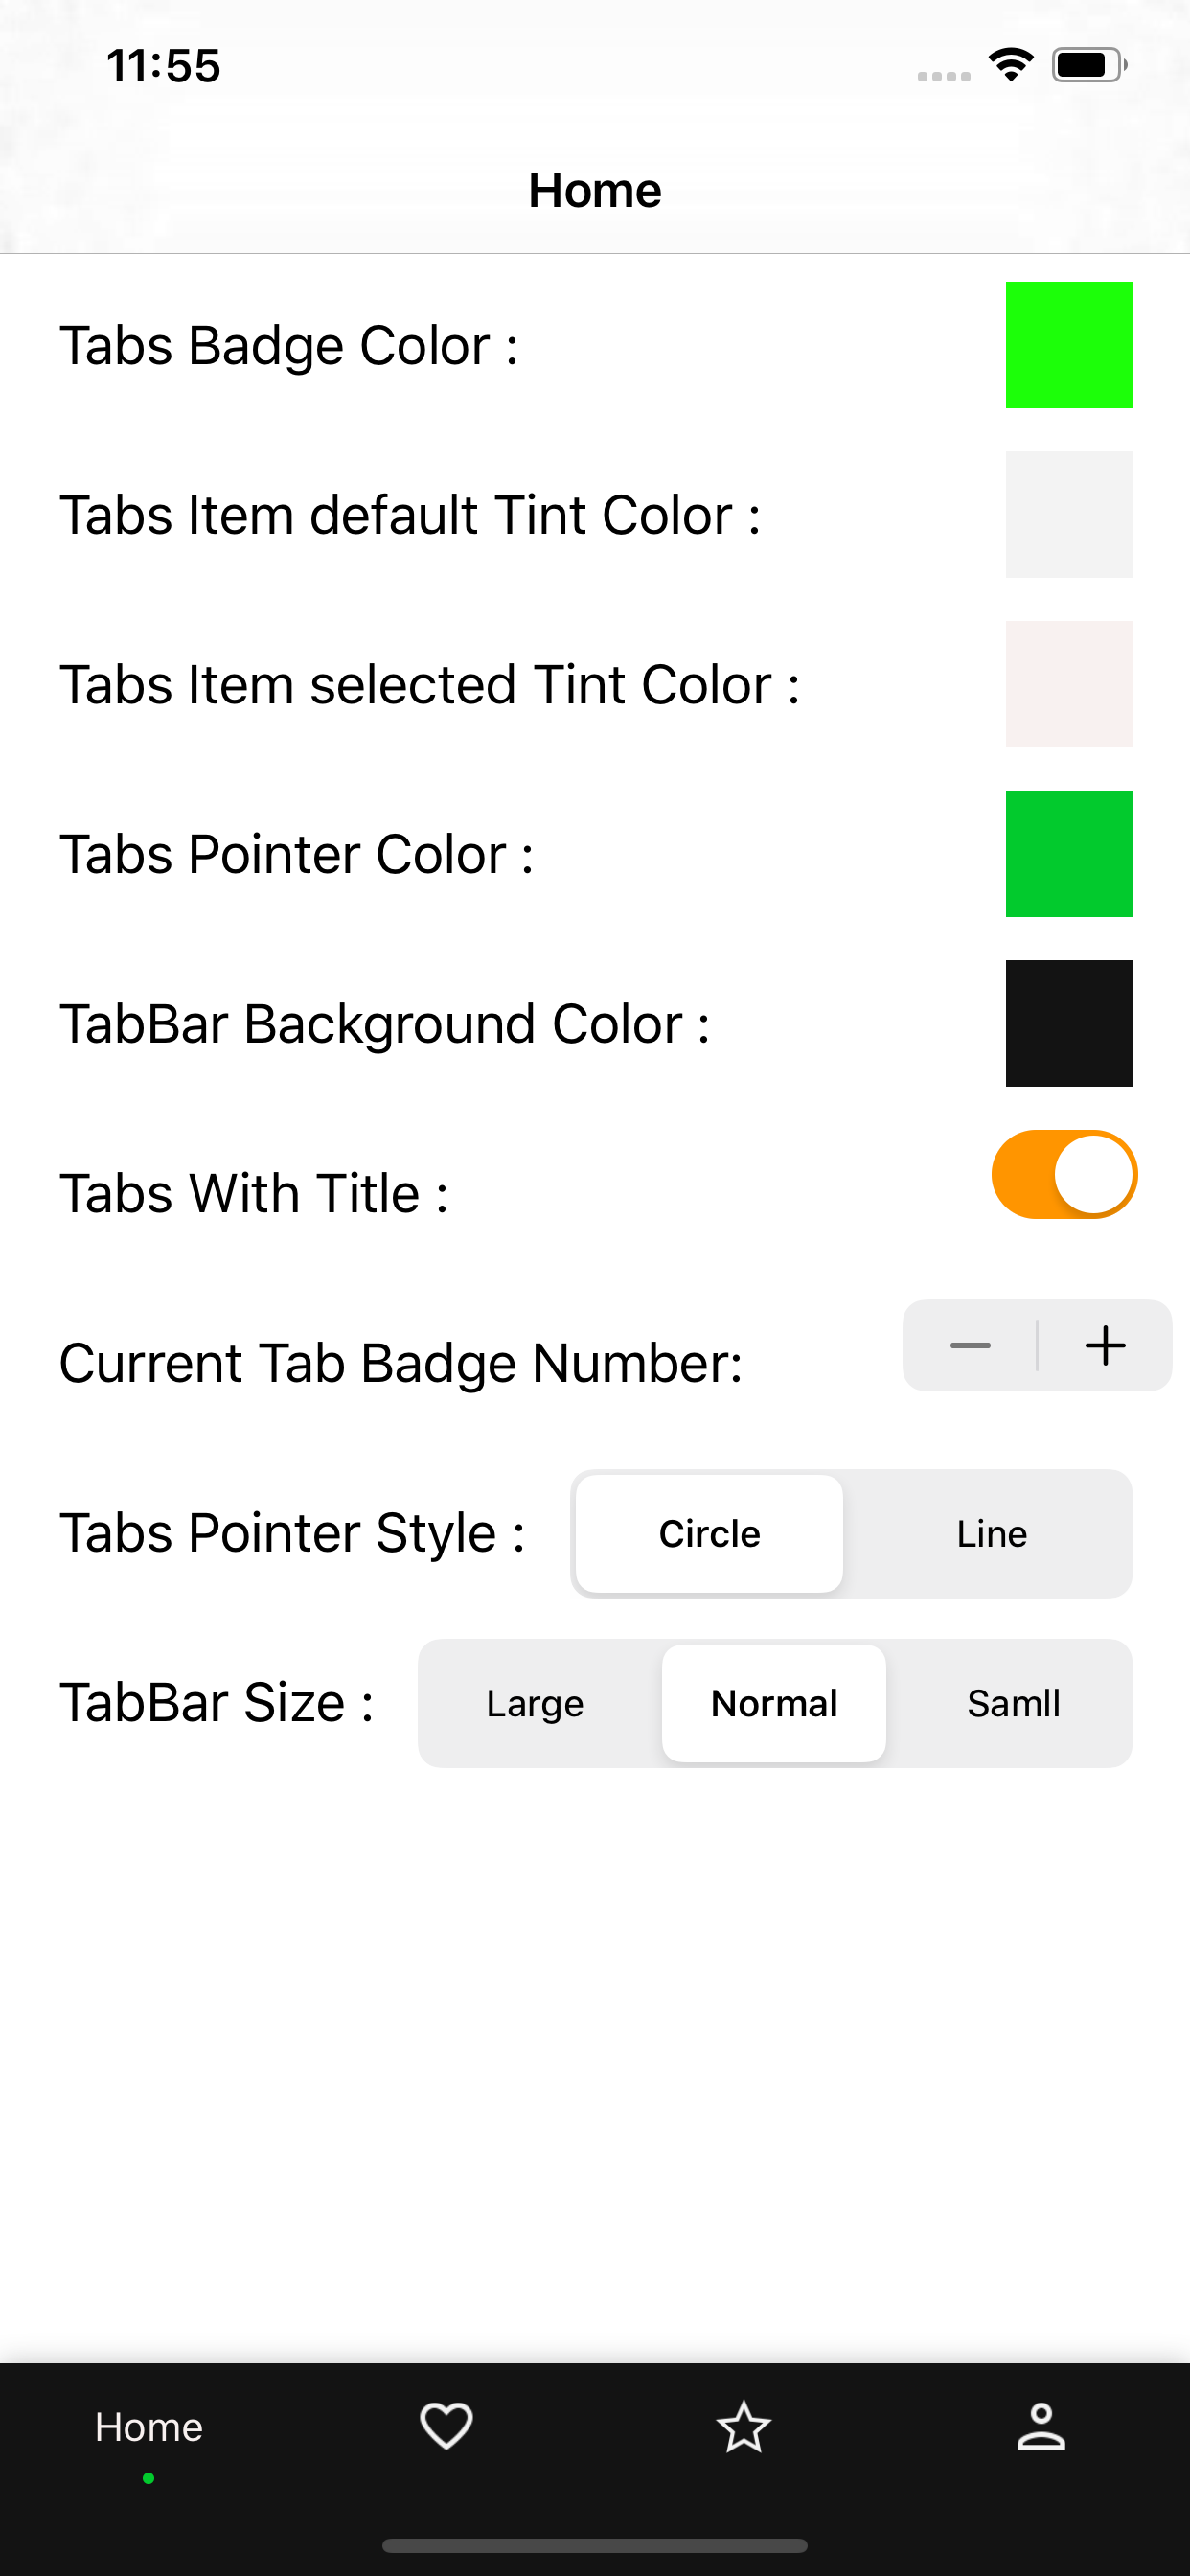 11:55
Home
Tabs Badge Color :
Tabs Item default Tint Color :
Tabs Item selected Tint Color :
Tabs Pointer Color :
TabBar Background Color :
Tabs With Title :
Current Tab Badge Number:
Tabs Pointer Style : Circle Line
TabBar Size : Large Normal Samll
Home